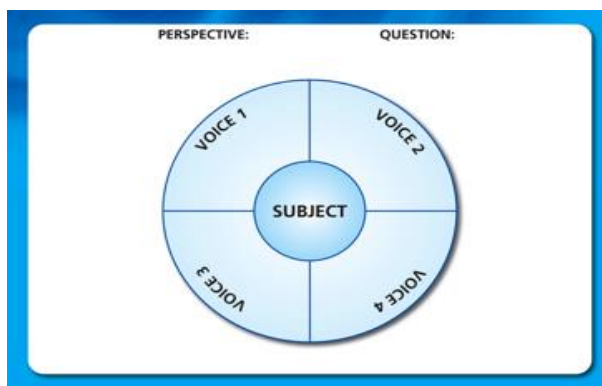 PERSPECTIVE: QUESTION:
VOICE 1 VOICE 2
SUBJECT
VOICE 3 VOICE 4